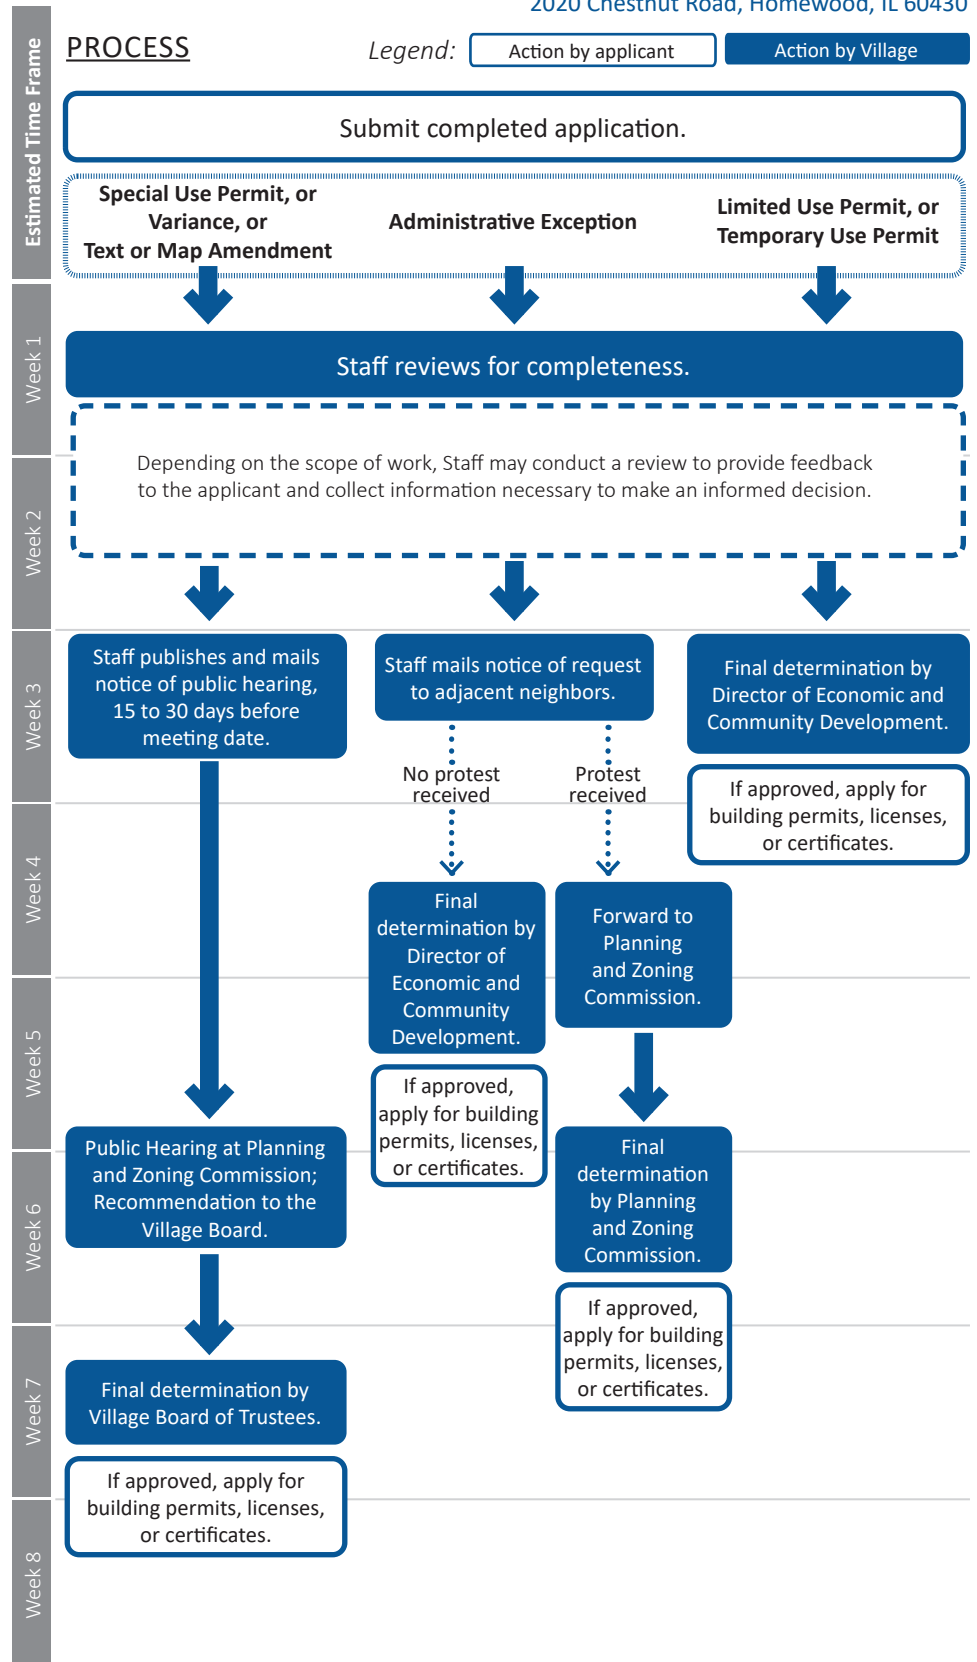 2020 Chestnut Road, Homewood, IL 60430
PROCESS
Legend:
Action by applicant
Action by Village
Estimated Time Frame
Submit completed application.
Special Use Permit, or
Variance, or
Text or Map Amendment
Administrative Exception
Limited Use Permit, or
Temporary Use Permit
Week 1
Staff reviews for completeness.
Depending on the scope of work, Staff may conduct a review to provide feedback
to the applicant and collect information necessary to make an informed decision.
Week 2
Week 3
Staff publishes and mails
notice of public hearing,
15 to 30 days before
meeting date.
Staff mails notice of request
to adjacent neighbors.
Final determination by
Director of Economic and
Community Development.
No protest
received
Protest
received
If approved, apply for
building permits, licenses,
or certificates.
Week 4
Final
determination by
Director of
Economic and
Community
Development.
Forward to
Planning
and Zoning
Commission.
Week 5
If approved,
apply for building
permits, licenses,
or certificates.
Public Hearing at Planning
and Zoning Commission;
Recommendation to the
Village Board.
Final
determination
by Planning
and Zoning
Commission.
Week 6
If approved,
apply for building
permits, licenses,
or certificates.
Week 7
Final determination by
Village Board of Trustees.
If approved, apply for
building permits, licenses,
or certificates.
Week 8